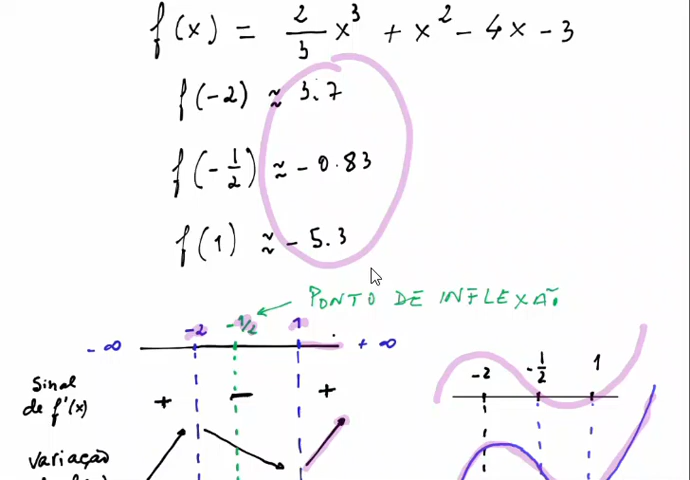 f(x) = 2/3 x³ + x² - 4x - 3
f(-2) ≈ 3.7
f(-1/2) ≈ -0.83
f(1) ≈ -5.3
PONTO DE INFLEXÃO
-2 -1/2 1
-∞ +∞
Sinal
de f'(x) + - +
-2 -1/2 1
Variação